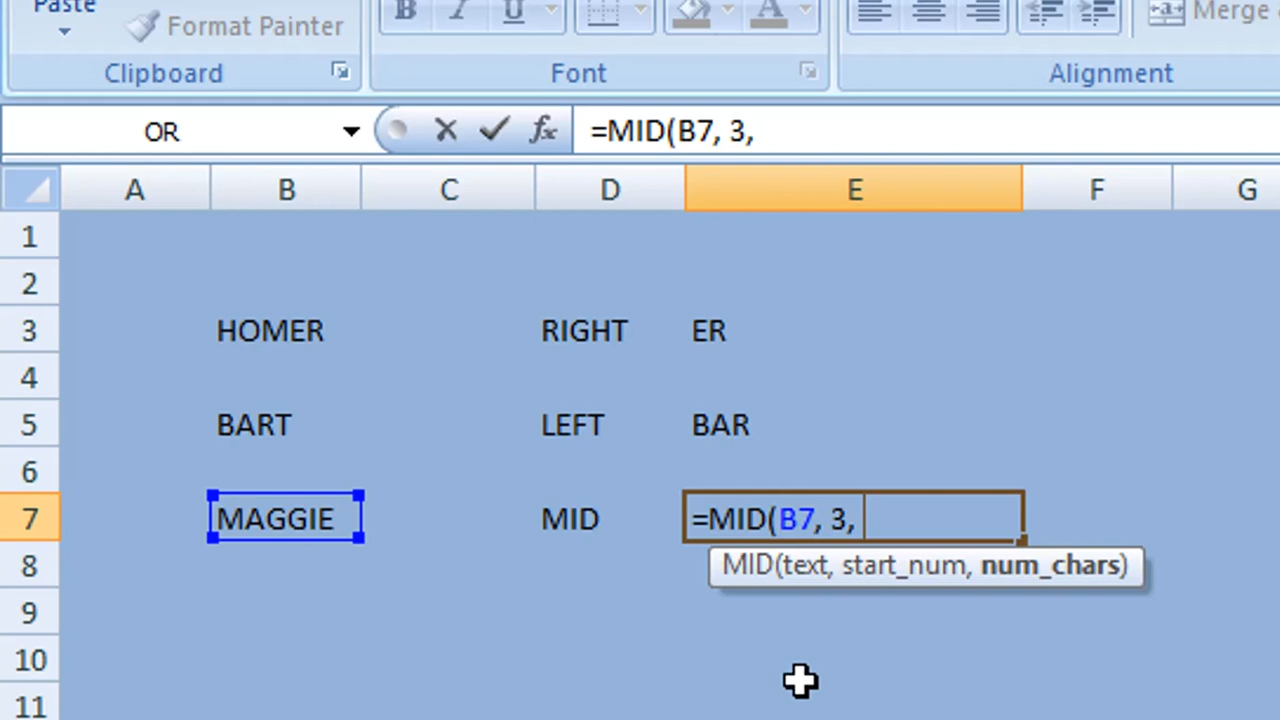 Paste
Format Painter
B I U A
Merge
Clipboard Font Alignment
OR fx =MID(B7, 3,
A B C D E F G
1
2
3 HOMER RIGHT ER
4
5 BART LEFT BAR
6
7 MAGGIE MID =MID(B7, 3,
8 MID(text, start_num, num_chars)
9
10
11